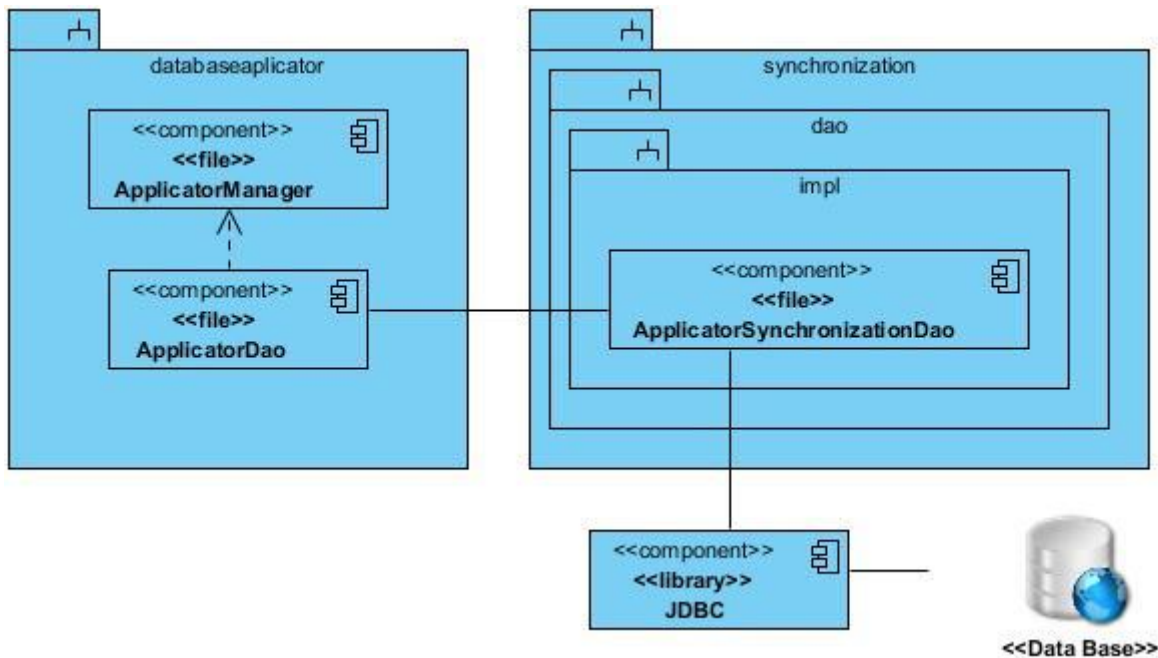 databaseaplicator
<<component>>
<<file>>
ApplicatorManager
<<component>>
<<file>>
ApplicatorDao
synchronization
dao
impl
<<component>>
<<file>>
ApplicatorSynchronizationDao
<<component>>
<<library>>
JDBC
<<Data Base>>